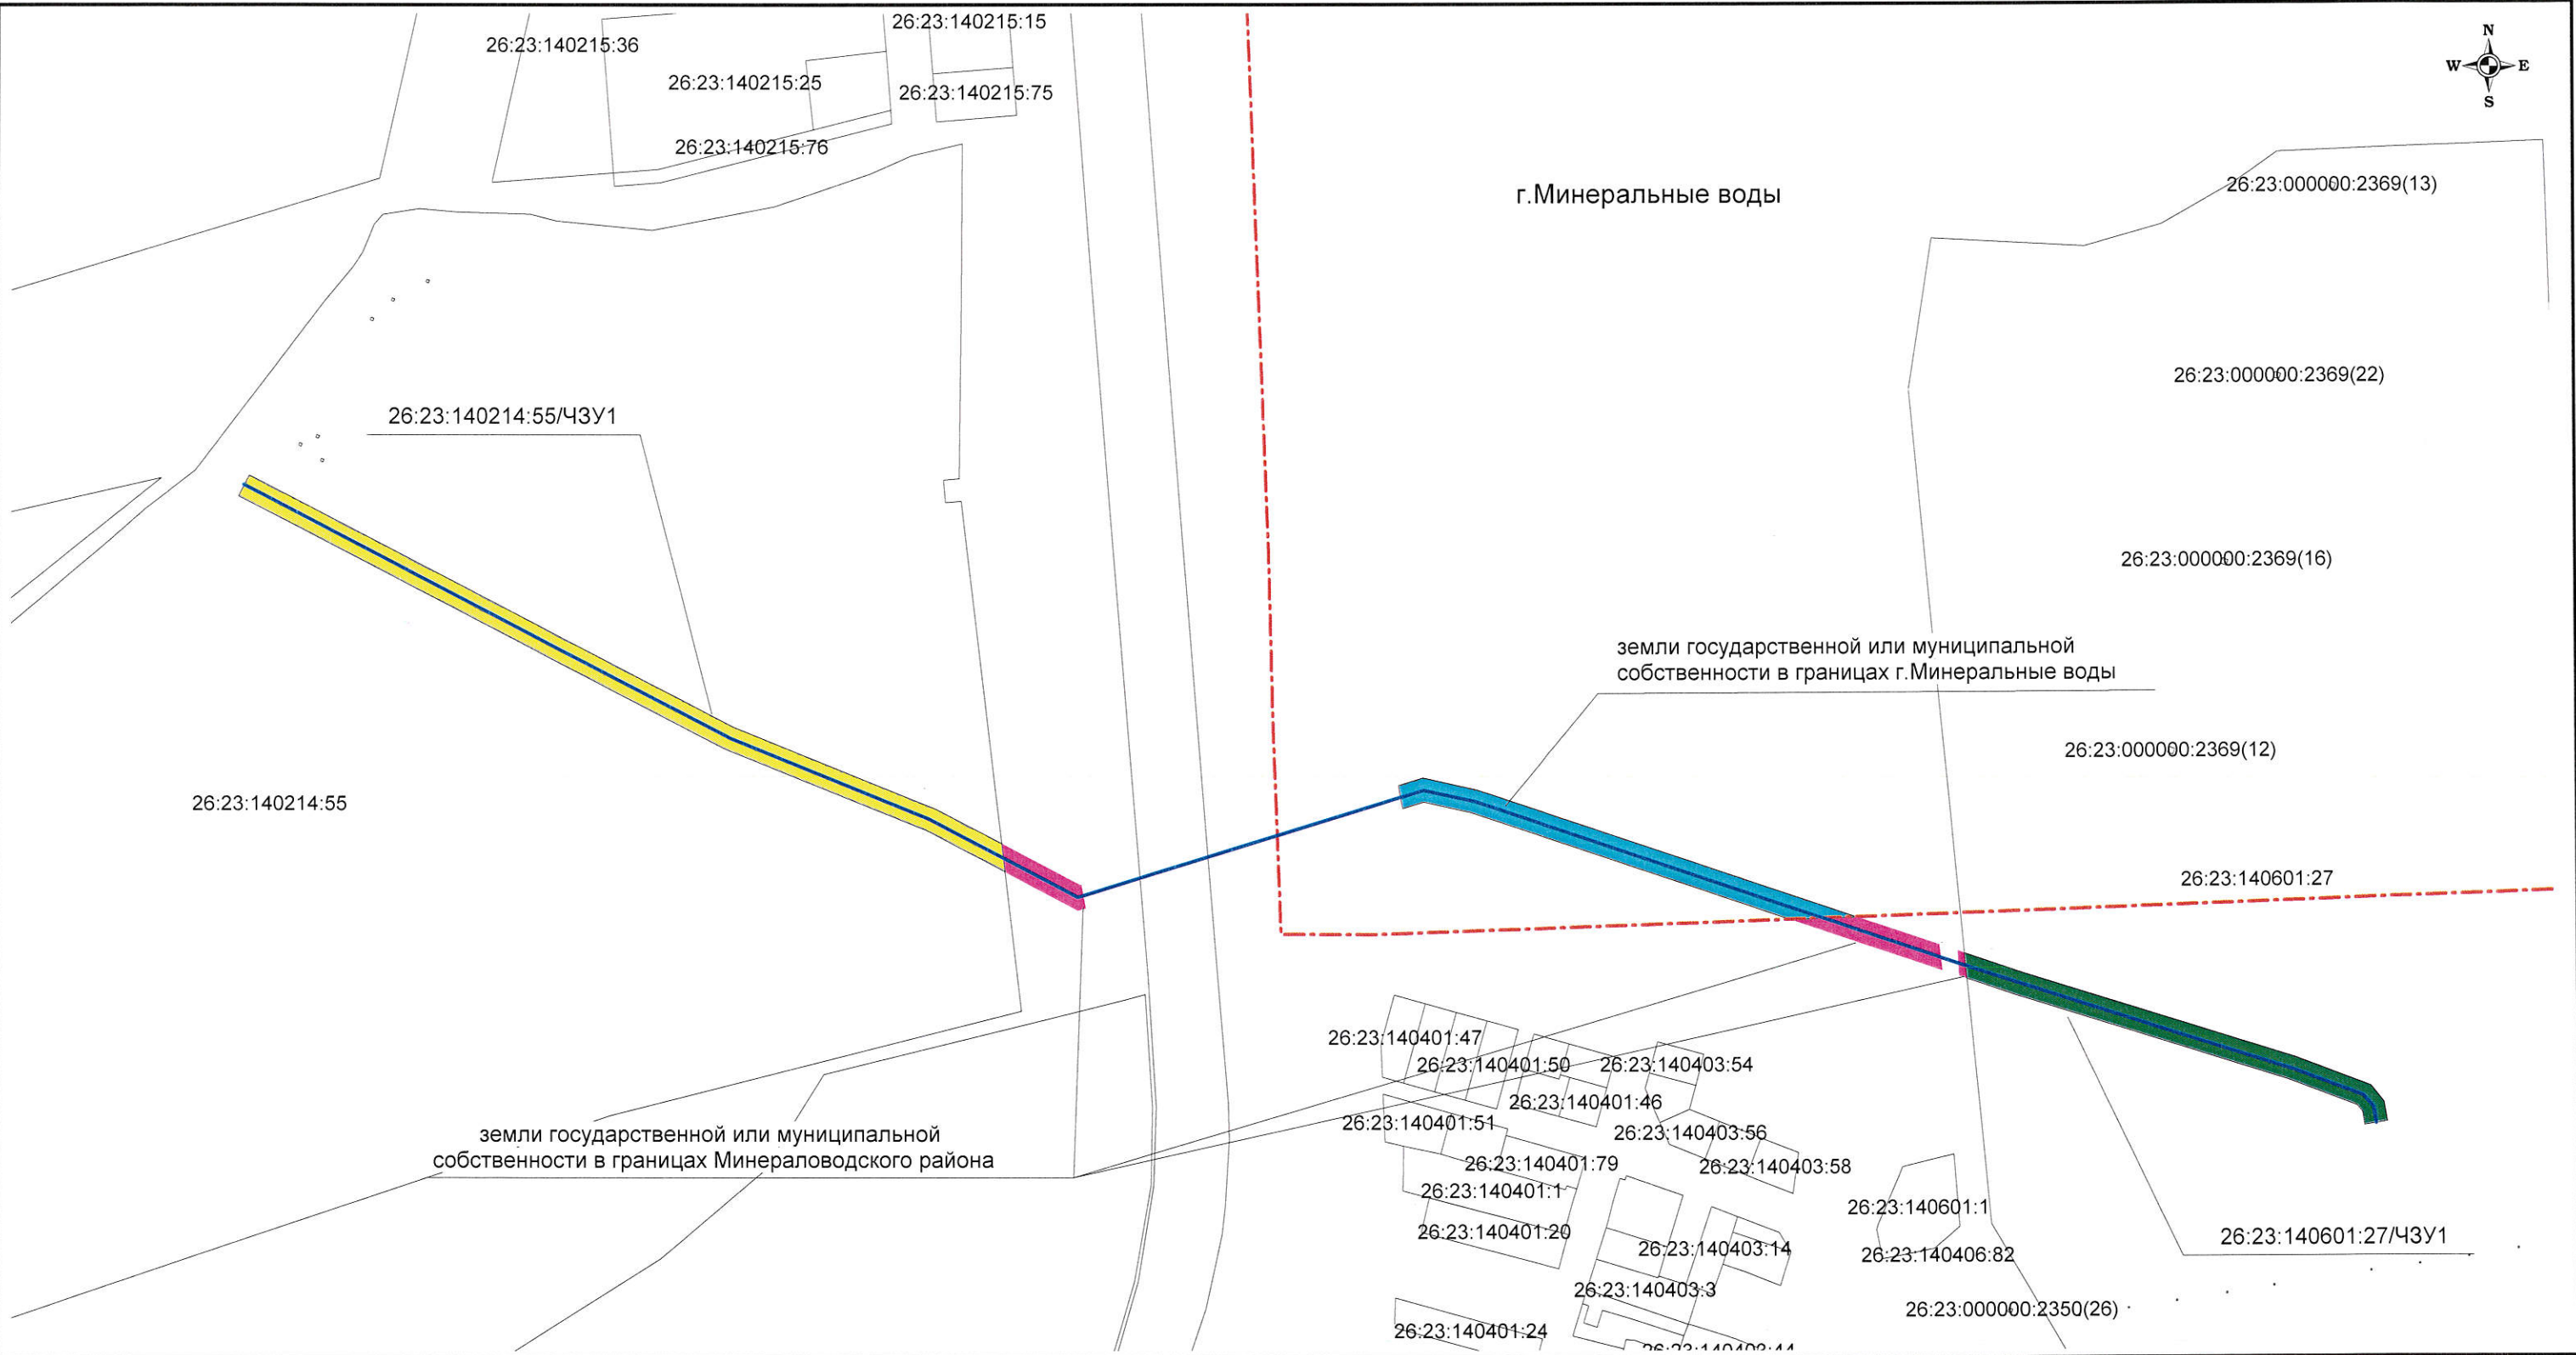 26:23:140215:15
26:23:140215:36
26:23:140215:25
26:23:140215:75
26:23:140215:76
N
W E
S
г.Минеральные воды
26:23:000000:2369(13)
26:23:000000:2369(22)
26:23:140214:55/ЧЗУ1
26:23:000000:2369(16)
земли государственной или муниципальной
собственности в границах г.Минеральные воды
26:23:000000:2369(12)
26:23:140214:55
26:23:140601:27
26:23:140401:47
26:23:140401:50
26:23:140403:54
26:23:140401:46
26:23:140401:51
26:23:140403:56
земли государственной или муниципальной
собственности в границах Минераловодского района
26:23:140401:79
26:23:140403:58
26:23:140401:1
26:23:140601:1
26:23:140401:20
26:23:140601:27/ЧЗУ1
26:23:140403:14
26:23:140406:82
26:23:140403:3
26:23:000000:2350(26)
26:23:140401:24